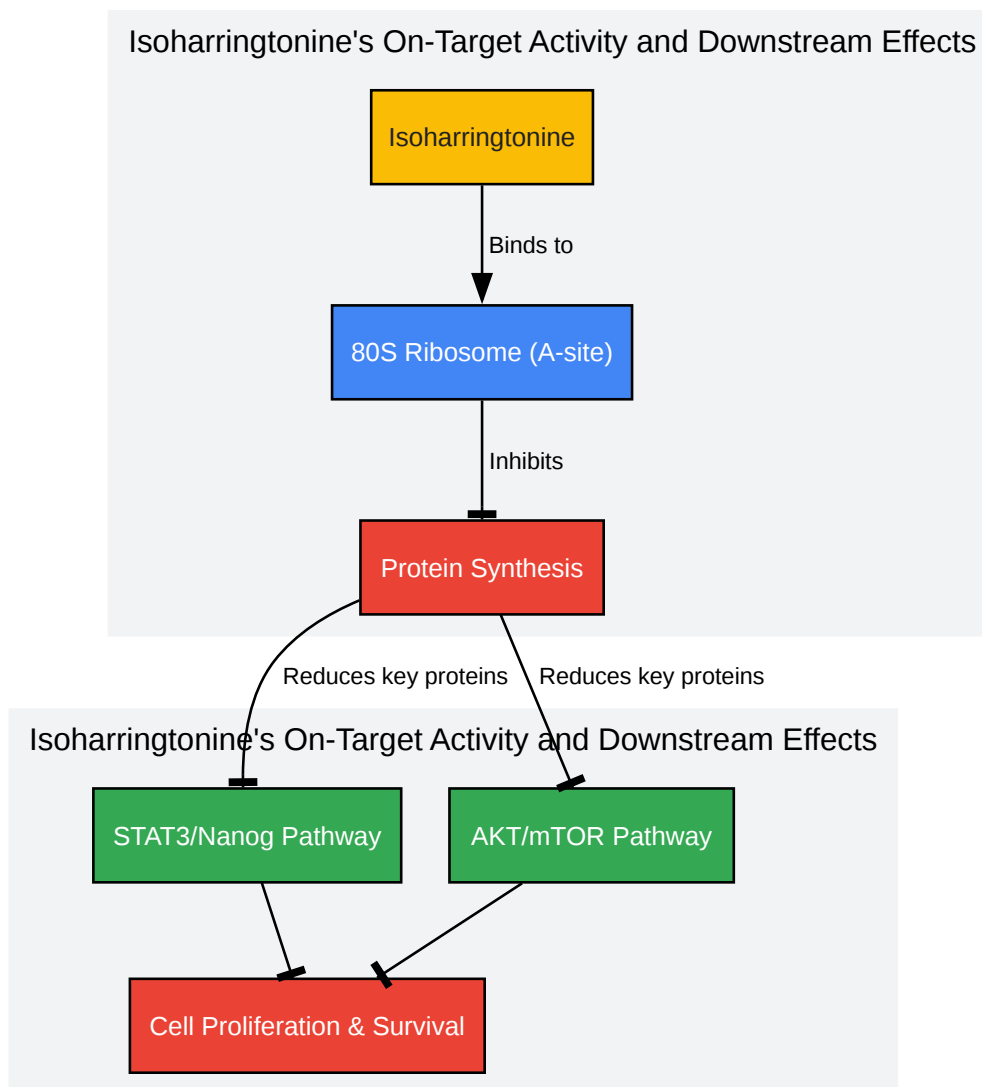 Isoharringtonine's On-Target Activity and Downstream Effects
Isoharringtonine
Binds to
80S Ribosome (A-site)
Inhibits
Protein Synthesis
Reduces key proteins
Reduces key proteins
Isoharringtonine's On-Target Activity and Downstream Effects
STAT3/Nanog Pathway
AKT/mTOR Pathway
Cell Proliferation & Survival